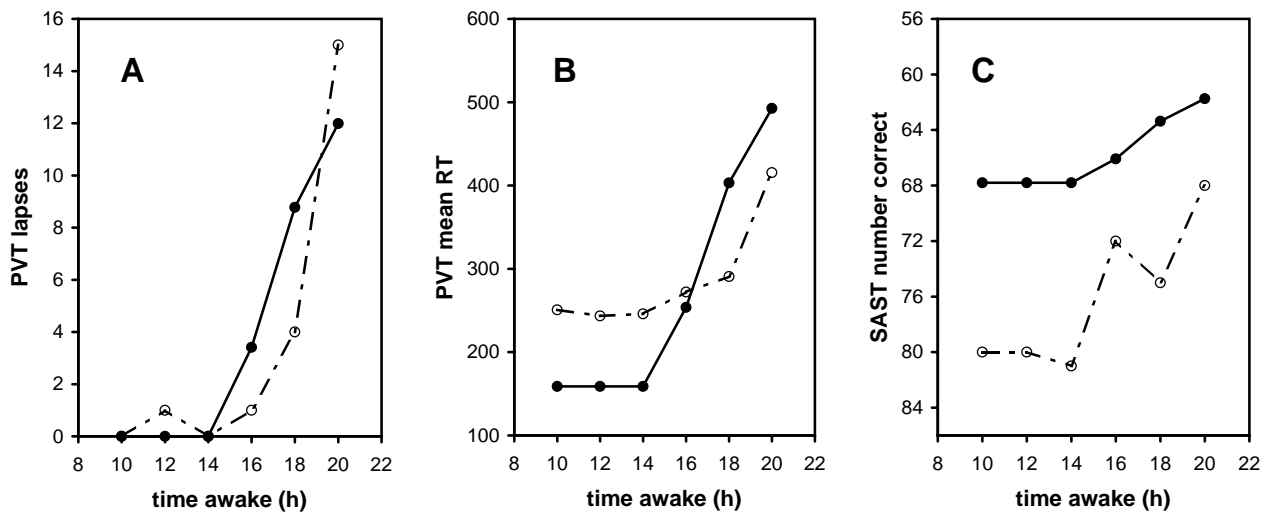 A
PVT lapses
16
14
12
10
8
6
4
2
0
8 10 12 14 16 18 20 22
time awake (h)
B
PVT mean RT
600
500
400
300
200
100
8 10 12 14 16 18 20 22
time awake (h)
C
SAST number correct
56
60
64
68
72
76
80
84
8 10 12 14 16 18 20 22
time awake (h)